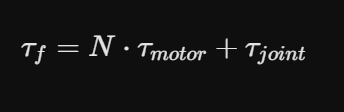 τ_f = N · τ_motor + τ_joint